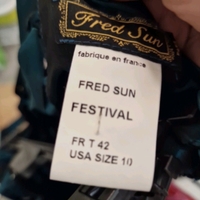 Fred Sun
fabrique en france
FRED SUN
FESTIVAL
FR T 42
USA SIZE 10